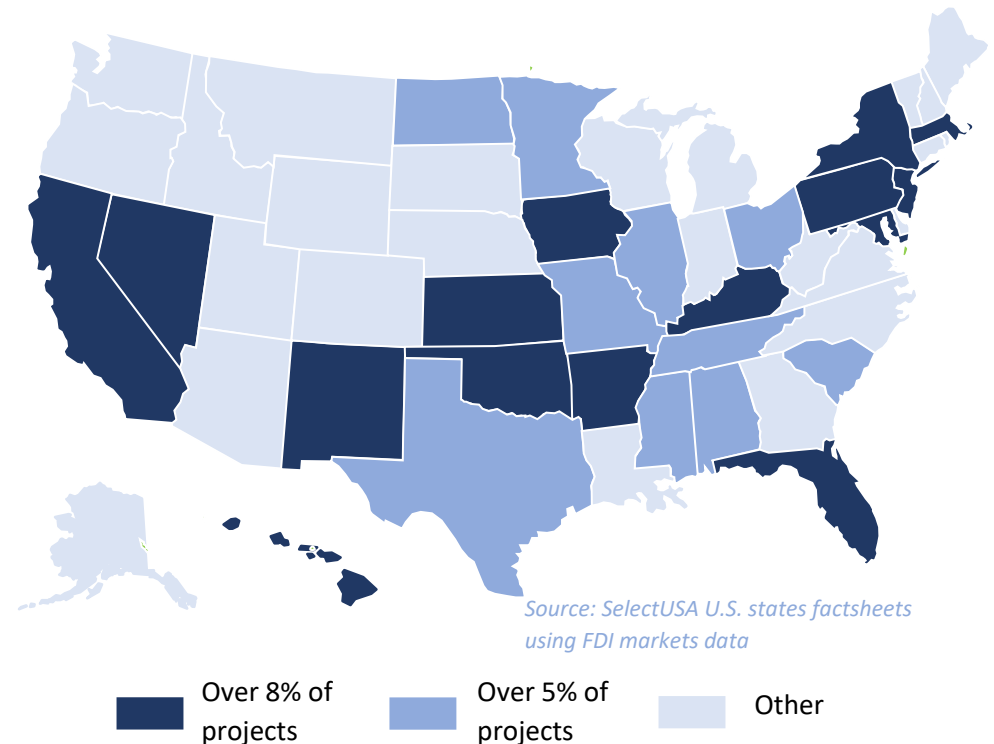 Source: SelectUSA U.S. states factsheets
using FDI markets data
Over 8% of
projects
Over 5% of
projects
Other